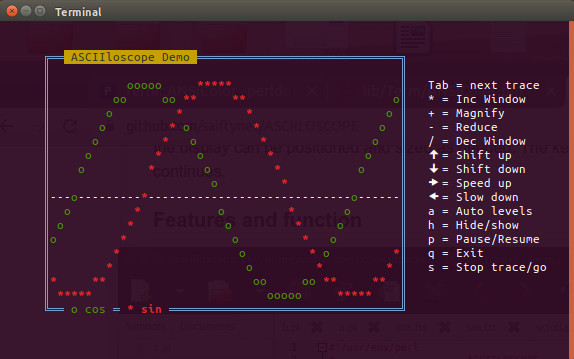 Terminal
ASCIIloscope Demo
Tab = next trace
* = Inc Window
+ = Magnify
- = Reduce
/ = Dec Window
↑ = Shift up
↓ = Shift down
→ = Speed up
← = Slow down
a = Auto levels
h = Hide/show
p = Pause/Resume
q = Exit
s = Stop trace/go
continues.
Features and function
o cos = * sin